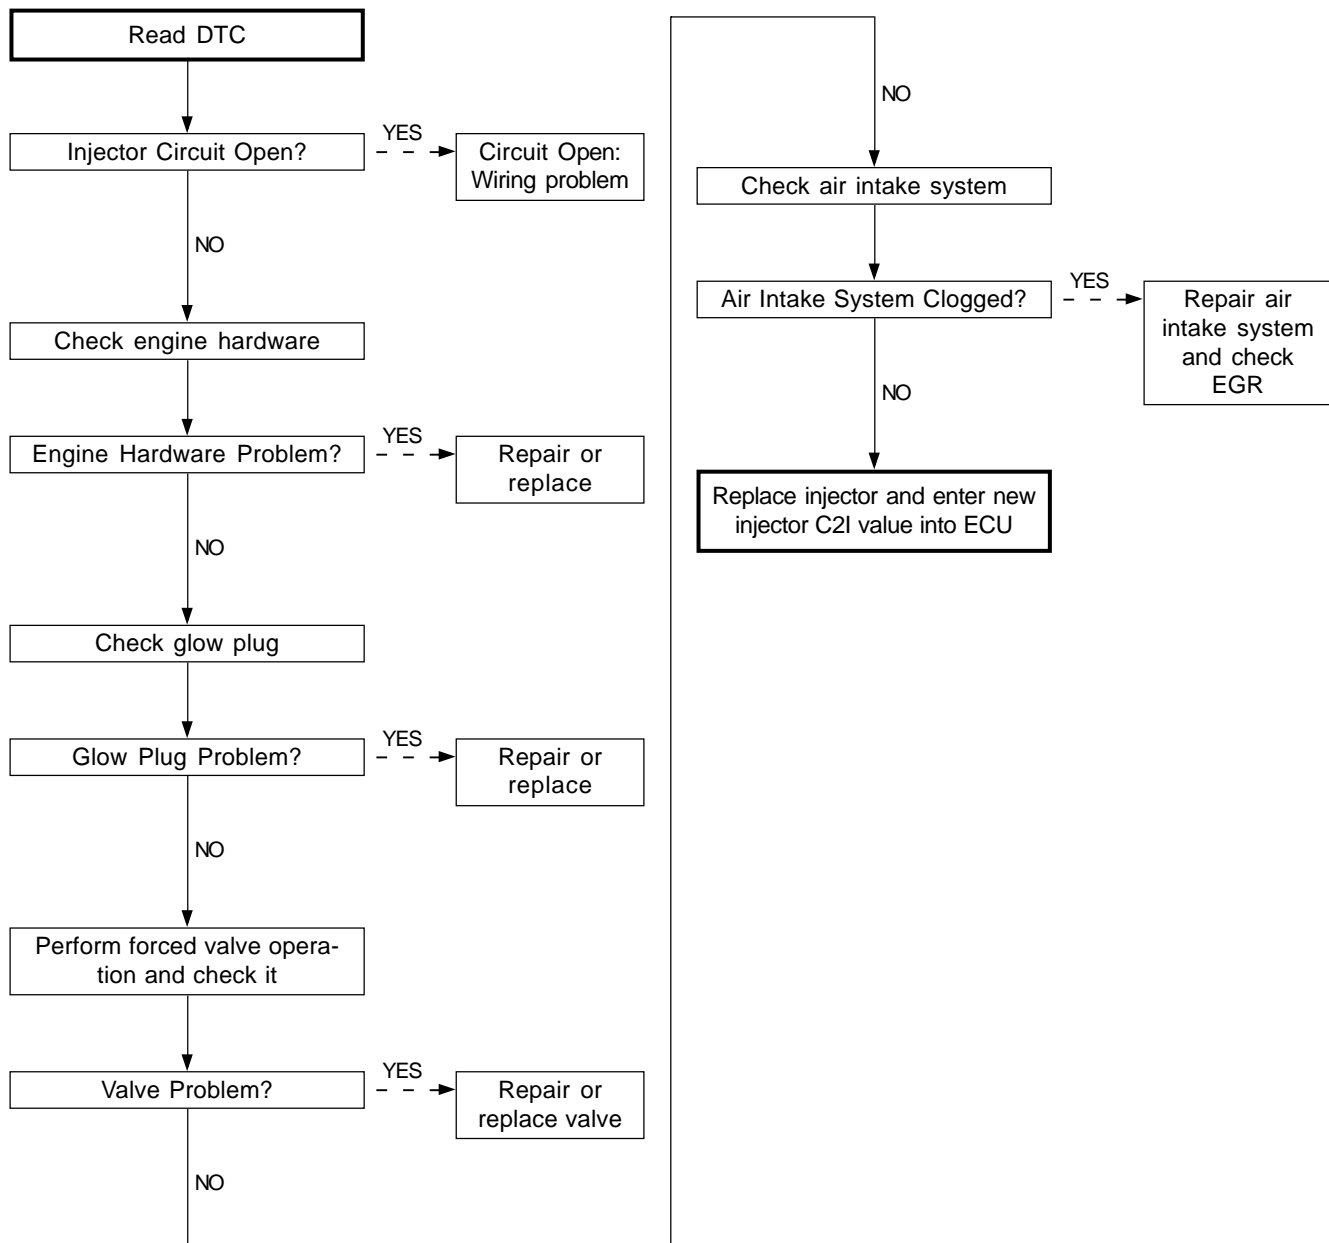 Read DTC
Injector Circuit Open?
YES
Circuit Open:
Wiring problem
NO
Check engine hardware
Engine Hardware Problem?
YES
Repair or
replace
NO
Check glow plug
Glow Plug Problem?
YES
Repair or
replace
NO
Perform forced valve opera-
tion and check it
Valve Problem?
YES
Repair or
replace valve
NO
NO
Check air intake system
Air Intake System Clogged?
YES
Repair air
intake system
and check
EGR
NO
Replace injector and enter new
injector C2I value into ECU